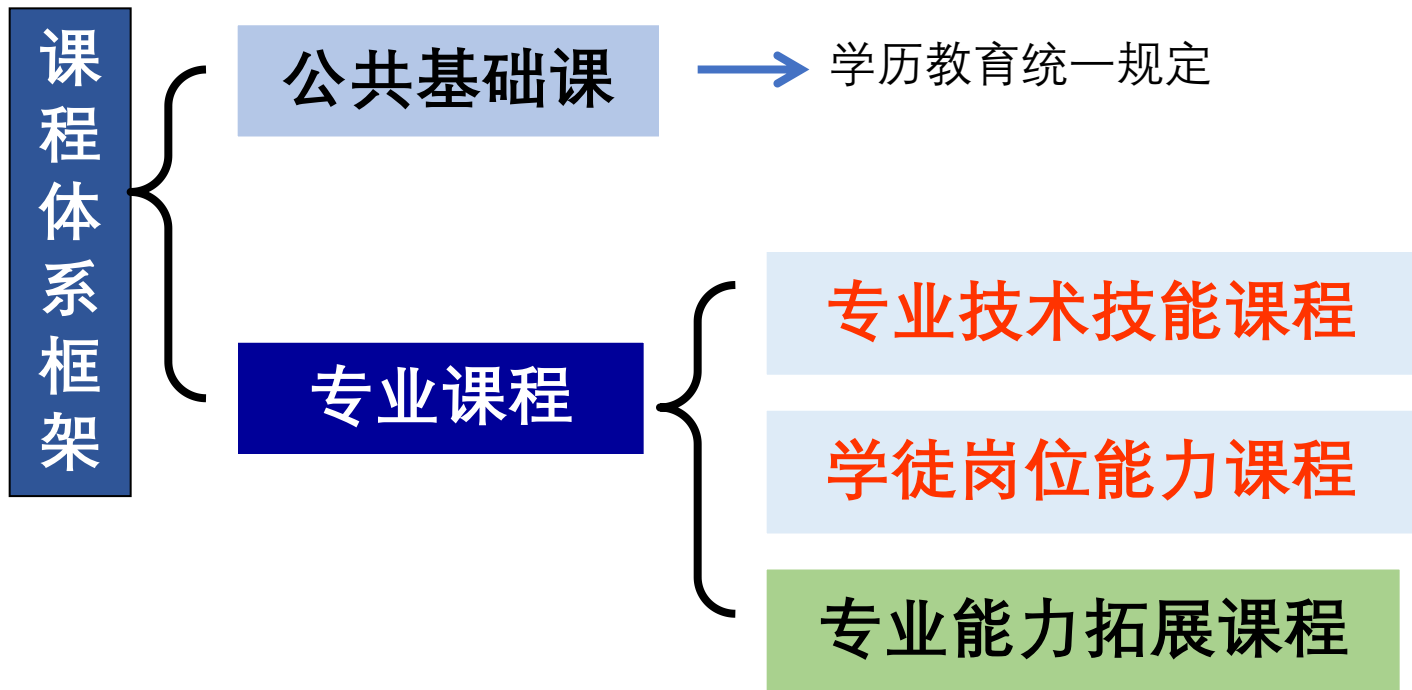 课程体系框架
公共基础课
学历教育统一规定
专业课程
专业技术技能课程
学徒岗位能力课程
专业能力拓展课程